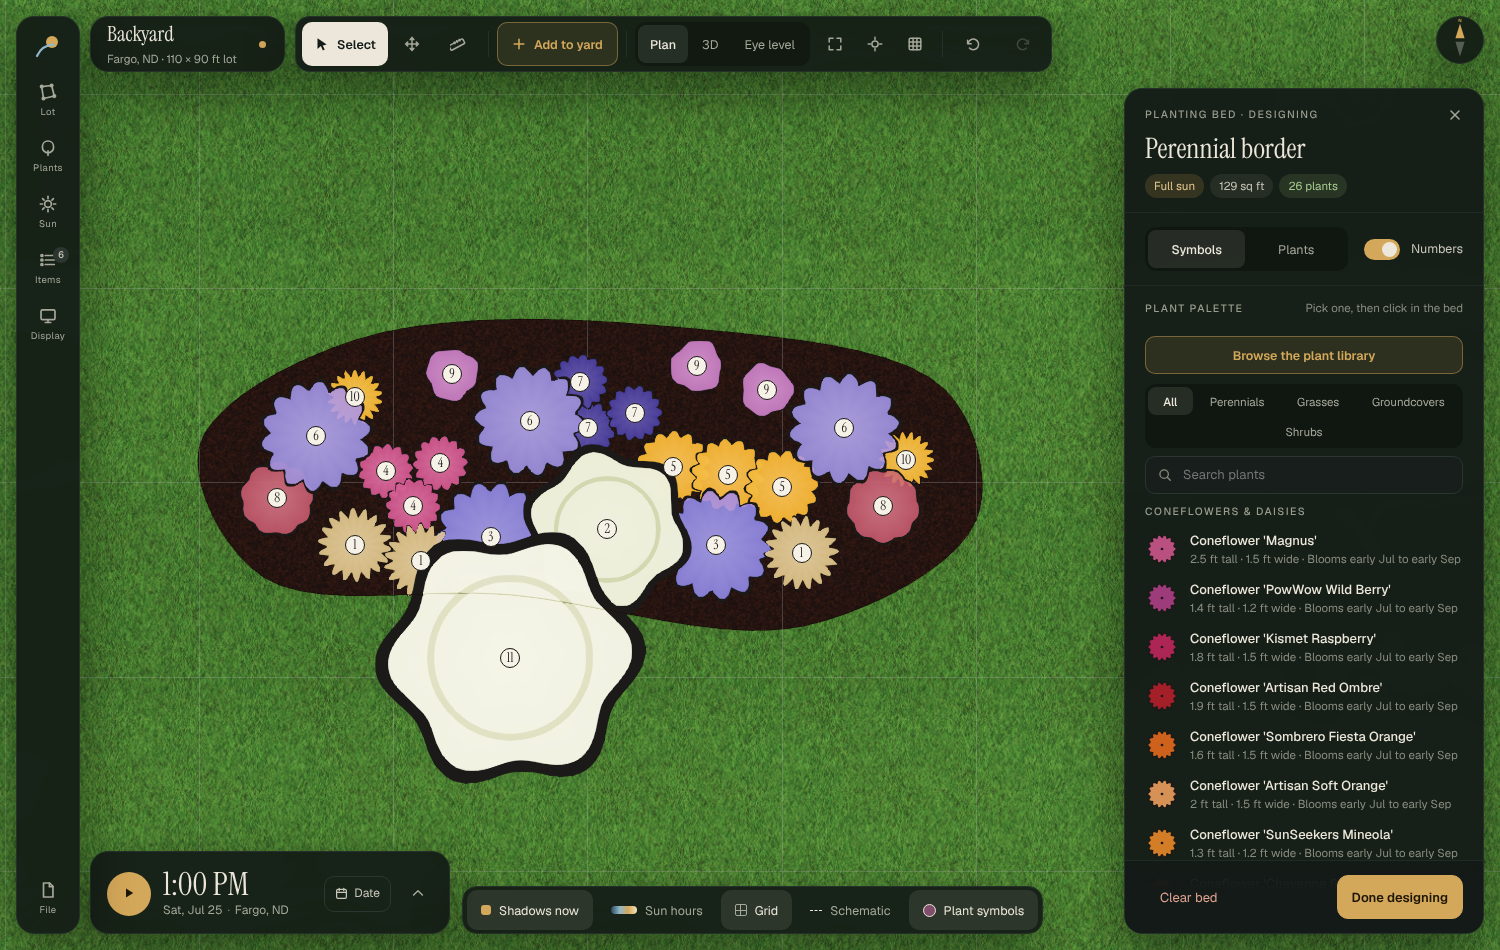 Backyard
Fargo, ND · 110 × 90 ft lot
Select
Add to yard
Plan
3D
Eye level
Lot
Plants
Sun
6
Items
Display
File
9
9
7
10
9
6
7
6
7
6
4
4
5
5
5
10
8
4
8
1
1
3
2
3
1
11
PLANTING BED · DESIGNING
Perennial border
Full sun
129 sq ft
26 plants
Symbols
Plants
Numbers
PLANT PALETTE
Pick one, then click in the bed
Browse the plant library
All
Perennials
Grasses
Groundcovers
Shrubs
Search plants
CONEFLOWERS & DAISIES
Coneflower 'Magnus'
2.5 ft tall · 1.5 ft wide · Blooms early Jul to early Sep
Coneflower 'PowWow Wild Berry'
1.4 ft tall · 1.2 ft wide · Blooms early Jul to early Sep
Coneflower 'Kismet Raspberry'
1.8 ft tall · 1.5 ft wide · Blooms early Jul to early Sep
Coneflower 'Artisan Red Ombre'
1.9 ft tall · 1.5 ft wide · Blooms early Jul to early Sep
Coneflower 'Sombrero Fiesta Orange'
1.6 ft tall · 1.5 ft wide · Blooms early Jul to early Sep
Coneflower 'Artisan Soft Orange'
2 ft tall · 1.5 ft wide · Blooms early Jul to early Sep
Coneflower 'SunSeekers Mineola'
1.3 ft tall · 1.2 ft wide · Blooms early Jul to early Sep
Clear bed
Done designing
1:00 PM
Sat, Jul 25 · Fargo, ND
Date
Shadows now
Sun hours
Grid
Schematic
Plant symbols